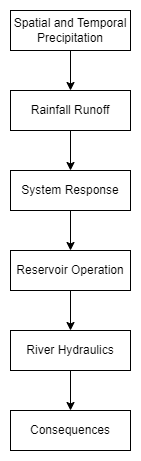 Spatial and Temporal
Precipitation
Rainfall Runoff
System Response
Reservoir Operation
River Hydraulics
Consequences